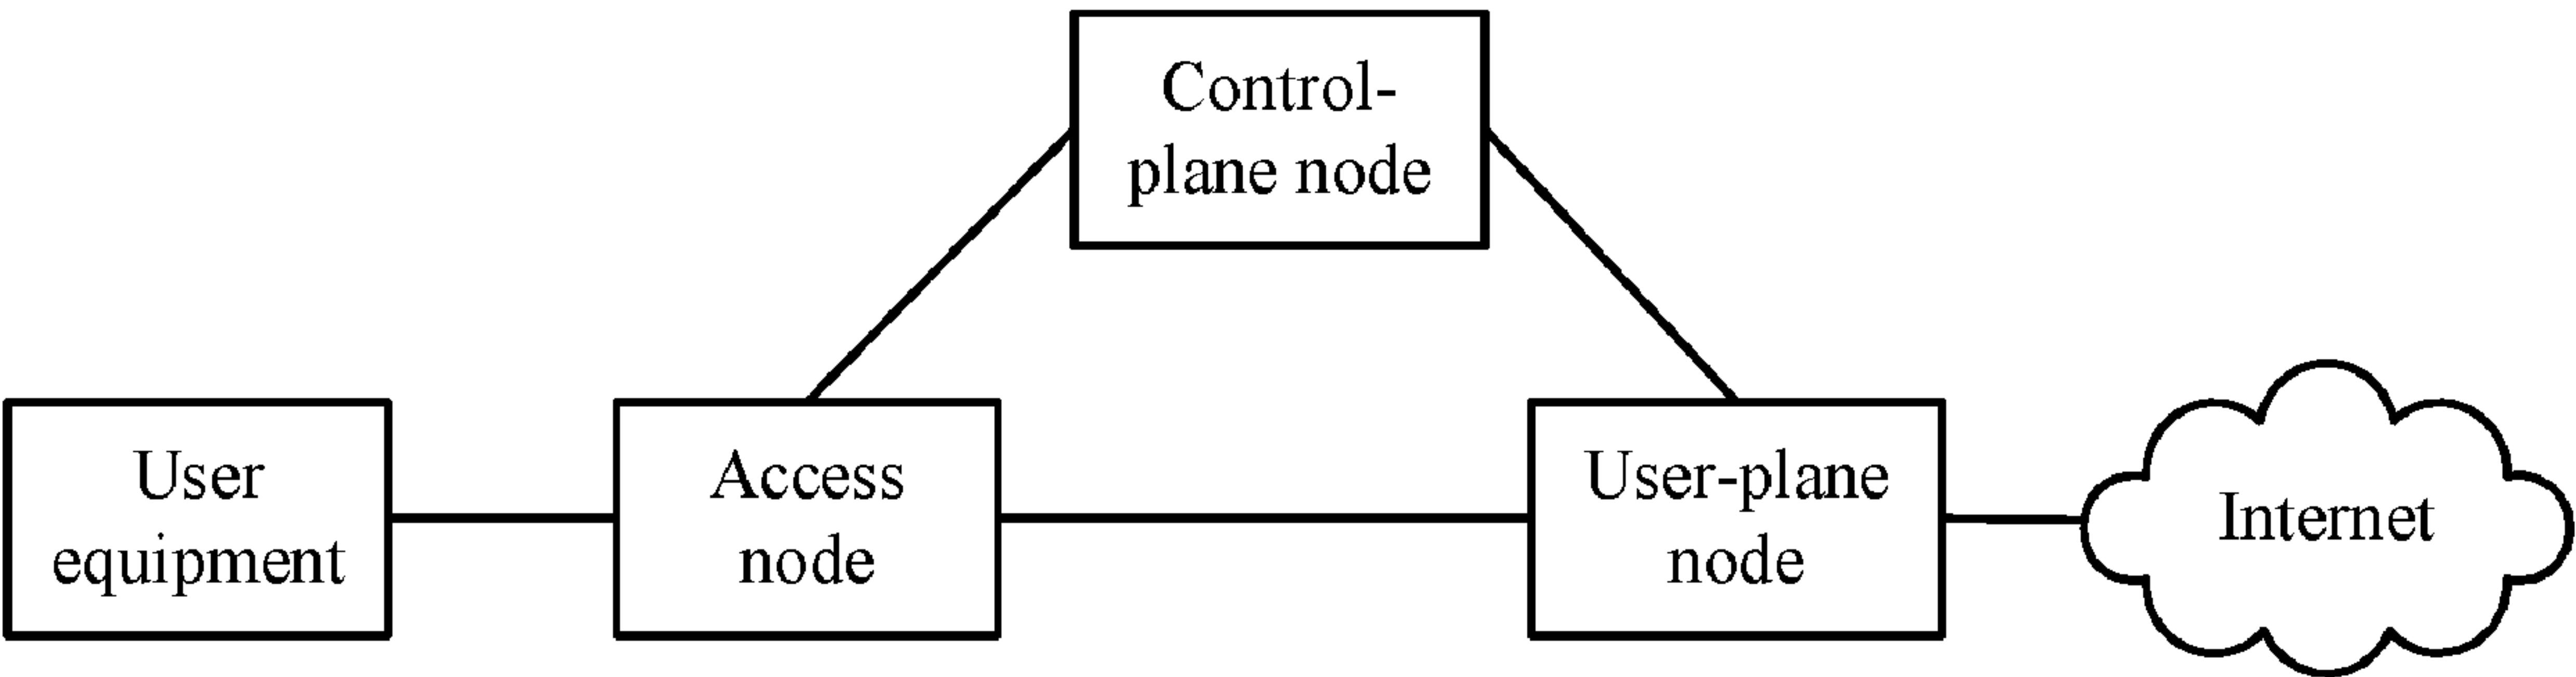 Control-
plane node
User
equipment
Access
node
User-plane
node
Internet